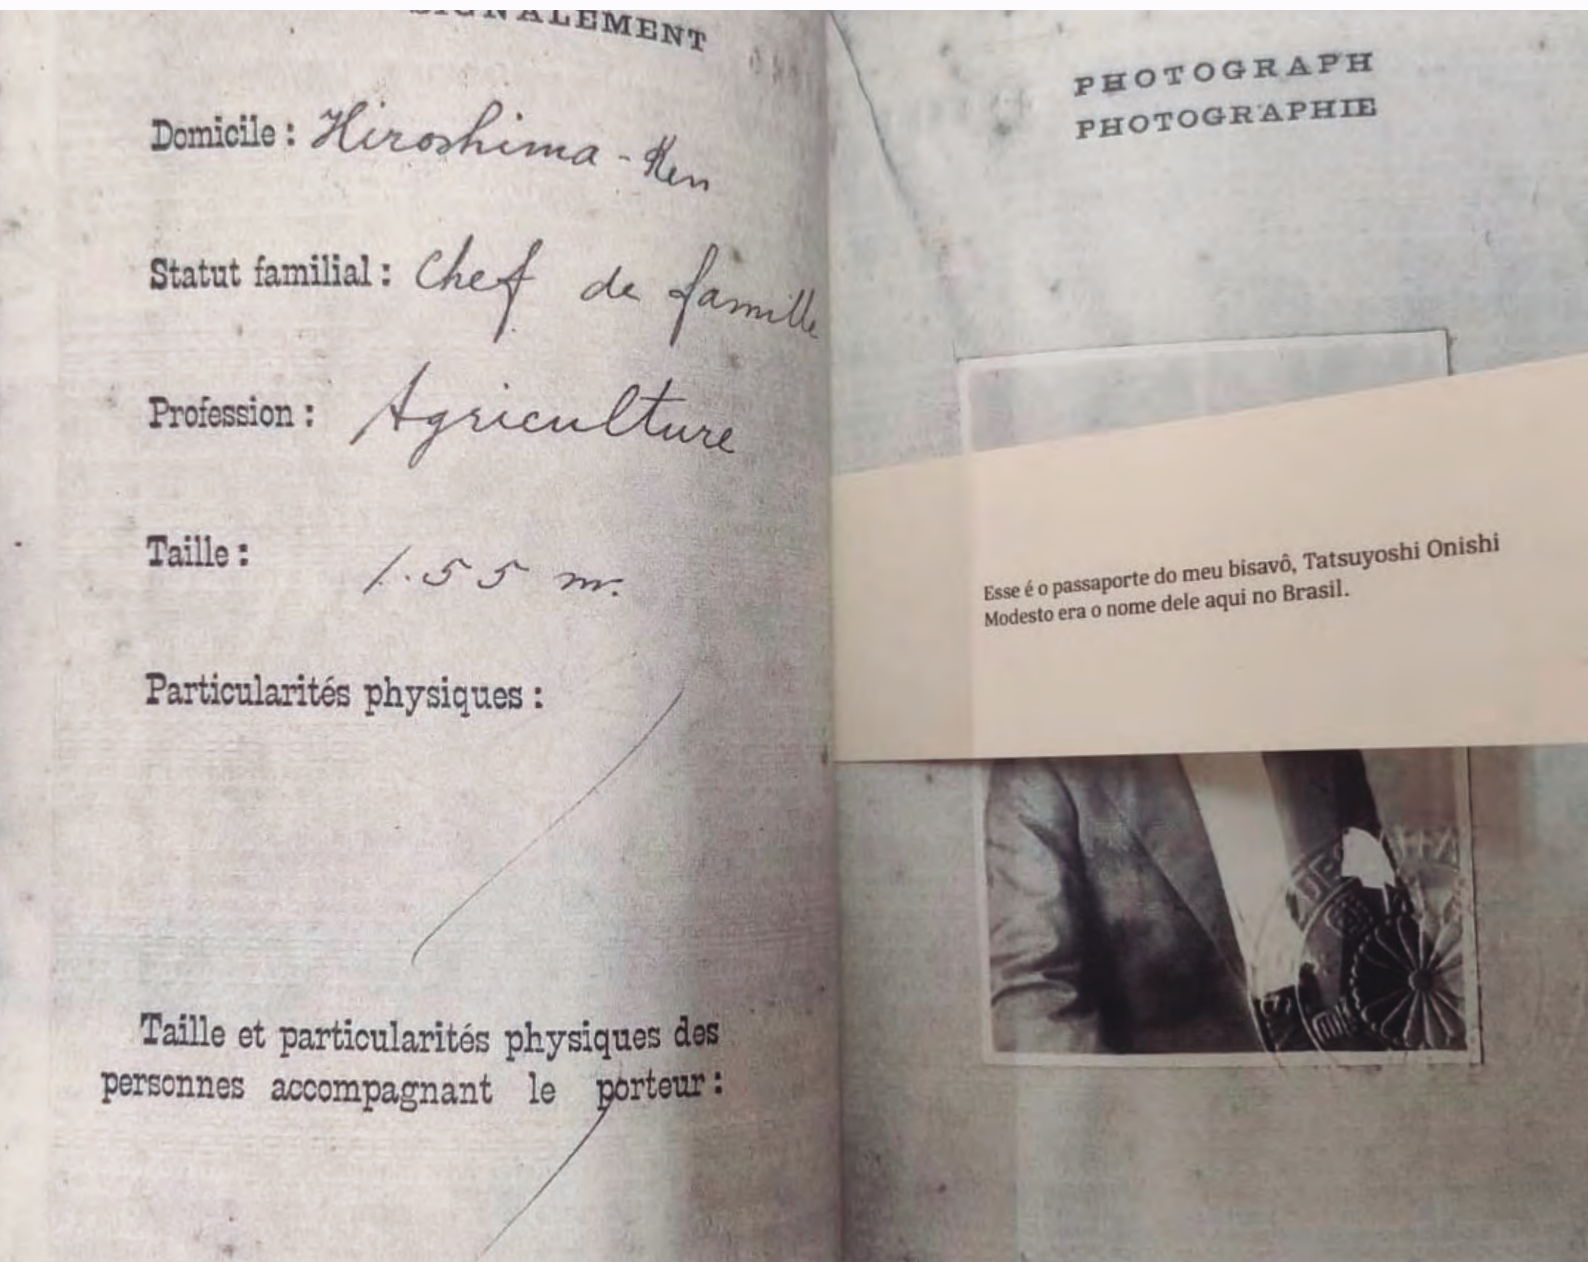 SIGNALEMENT
Domicile : Hiroshima-Ken
Statut familial : Chef de famille
Profession : Agriculture
Taille : 1.55 m.
Particularités physiques :
Taille et particularités physiques des
personnes accompagnant le porteur :
PHOTOGRAPH
PHOTOGRAPHIE
Esse é o passaporte do meu bisavô, Tatsuyoshi Onishi
Modesto era o nome dele aqui no Brasil.